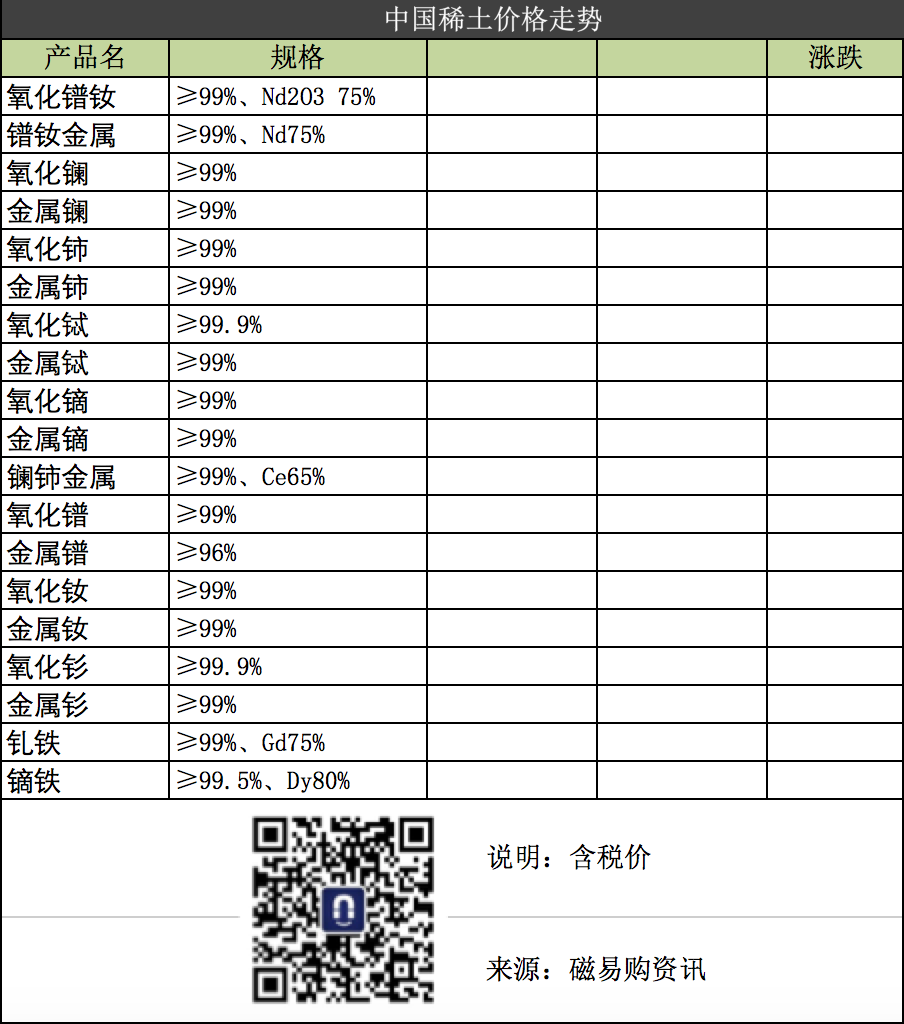 中国稀土价格走势
产品名 规格 涨跌
氧化镨钕 ≥99%、Nd2O3 75%
镨钕金属 ≥99%、Nd75%
氧化镧 ≥99%
金属镧 ≥99%
氧化铈 ≥99%
金属铈 ≥99%
氧化铽 ≥99.9%
金属铽 ≥99%
氧化镝 ≥99%
金属镝 ≥99%
镧铈金属 ≥99%、Ce65%
氧化镨 ≥99%
金属镨 ≥96%
氧化钕 ≥99%
金属钕 ≥99%
氧化钐 ≥99.9%
金属钐 ≥99%
钆铁 ≥99%、Gd75%
镝铁 ≥99.5%、Dy80%
说明：含税价
来源：磁易购资讯